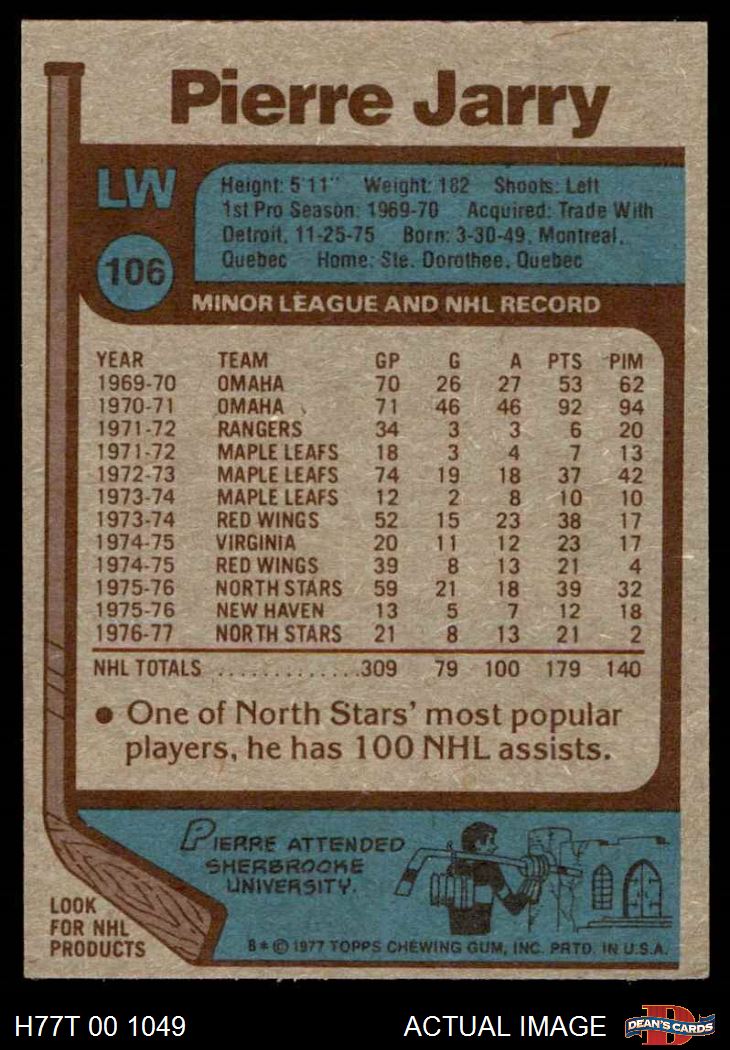 Pierre Jarry
LW
106
Height: 5'11" Weight: 182 Shoots: Left
1st Pro Season: 1969-70 Acquired: Trade With
Detroit, 11-25-75 Born: 3-30-49, Montreal,
Quebec Home: Ste. Dorothee, Quebec
MINOR LEAGUE AND NHL RECORD
YEAR TEAM GP G A PTS PIM
1969-70 OMAHA 70 26 27 53 62
1970-71 OMAHA 71 46 46 92 94
1971-72 RANGERS 34 3 3 6 20
1971-72 MAPLE LEAFS 18 3 4 7 13
1972-73 MAPLE LEAFS 74 19 18 37 42
1973-74 MAPLE LEAFS 12 2 8 10 10
1973-74 RED WINGS 52 15 23 38 17
1974-75 VIRGINIA 20 11 12 23 17
1974-75 RED WINGS 39 8 13 21 4
1975-76 NORTH STARS 59 21 18 39 32
1975-76 NEW HAVEN 13 5 7 12 18
1976-77 NORTH STARS 21 8 13 21 2
NHL TOTALS .............309 79 100 179 140
● One of North Stars' most popular
players, he has 100 NHL assists.
PIERRE ATTENDED
SHERBROOKE
UNIVERSITY.
LOOK
FOR NHL
PRODUCTS
B*© 1977 TOPPS CHEWING GUM, INC. PRTD. IN U.S.A.
H77T 00 1049 ACTUAL IMAGE
D
DEAN'S CARDS